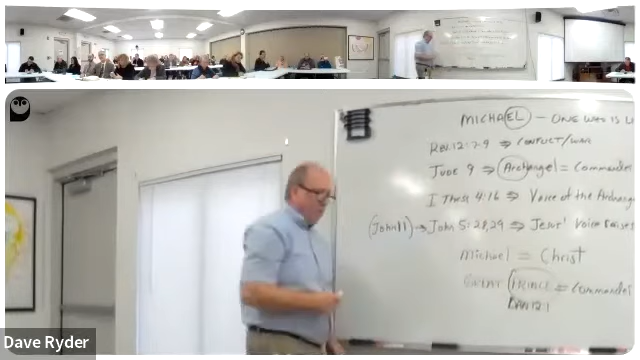 MICHAEL - ONE WHO IS LI
REV. 12:7-9 ⇒ CONFLICT/WAR
JUDE 9 ⇒ Archangel = Commander
I THESS 4:16 ⇒ Voice of the Archange
(John 11) → John 5:28,29 ⇒ Jesus' Voice raises
Michael = Christ
GREAT PRINCE = Commander
DAN 12:1
Dave Ryder